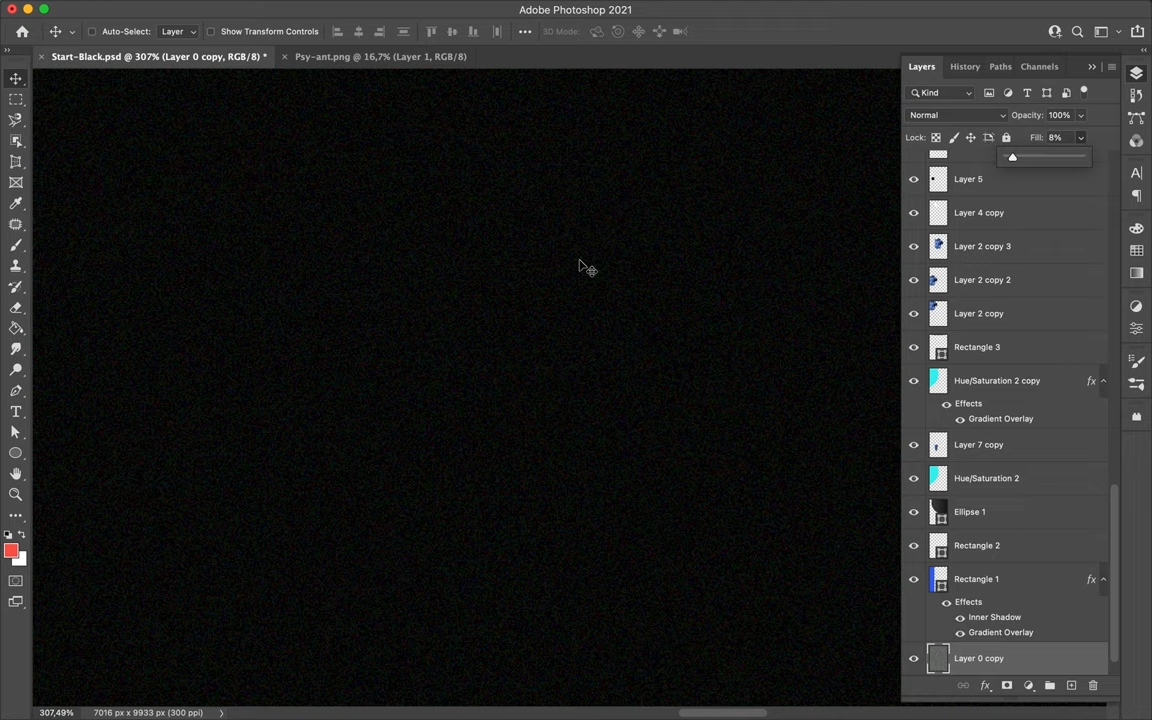 Adobe Photoshop 2021
Auto-Select: Layer Show Transform Controls ••• 3D Mode:
× Start-Black.psd @ 307% (Layer 0 copy, RGB/8) * × Psy-ant.png @ 16,7% (Layer 1, RGB/8)
Layers History Paths Channels
Kind
Normal Opacity: 100%
Lock: Fill: 8%
Layer 5
Layer 4 copy
Layer 2 copy 3
Layer 2 copy 2
Layer 2 copy
Rectangle 3
Hue/Saturation 2 copy fx
Effects
Gradient Overlay
Layer 7 copy
Hue/Saturation 2
Ellipse 1
Rectangle 2
Rectangle 1 fx
Effects
Inner Shadow
Gradient Overlay
Layer 0 copy
fx
307,49% 7016 px x 9933 px (300 ppi)